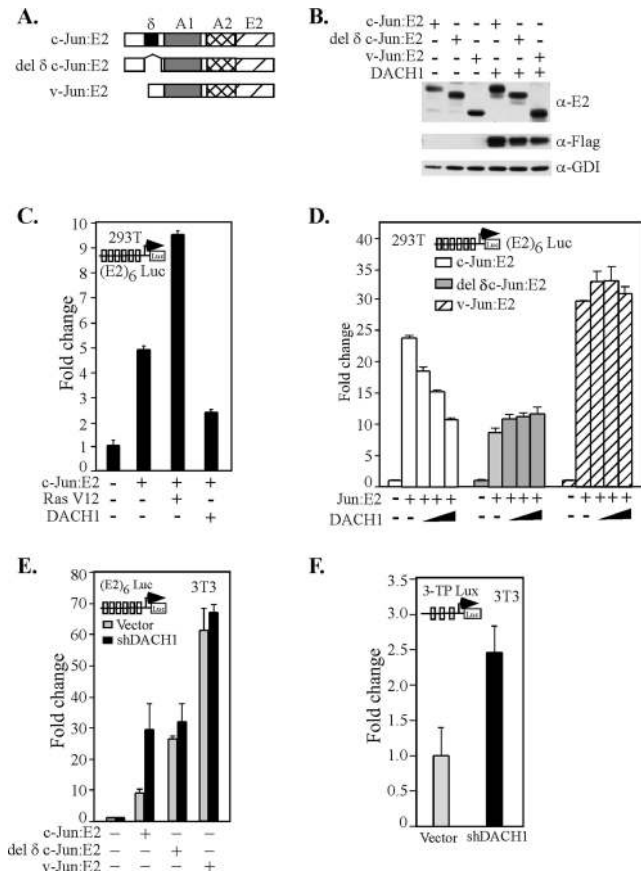 A.
δ A1 A2 E2
c-Jun:E2
del δ c-Jun:E2
v-Jun:E2
B.
c-Jun:E2 + - - + - -
del δ c-Jun:E2 - + - - + -
v-Jun:E2 - - + - - +
DACH1 - - - + + +
α-E2
α-Flag
α-GDI
C.
Fold change
10
9
8
7
6
5
4
3
2
1
0
293T
Luc
(E2)6 Luc
c-Jun:E2 - + + +
Ras V12 - - + -
DACH1 - - - +
D.
Fold change
40
35
30
25
20
15
10
5
0
293T
Luc
(E2)6 Luc
c-Jun:E2
del δc-Jun:E2
v-Jun:E2
Jun:E2 - ++++ - ++++ - ++++
DACH1 - - - - - -
E.
Fold change
80
70
60
50
40
30
20
10
0
(E2)6 Luc
3T3
Luc
Vector
shDACH1
c-Jun:E2 - + - -
del δ c-Jun:E2 - - + -
v-Jun:E2 - - - +
F.
Fold change
3.5
3.0
2.5
2.0
1.5
1.0
0.5
0
3-TP Lux
3T3
Luc
Vector shDACH1